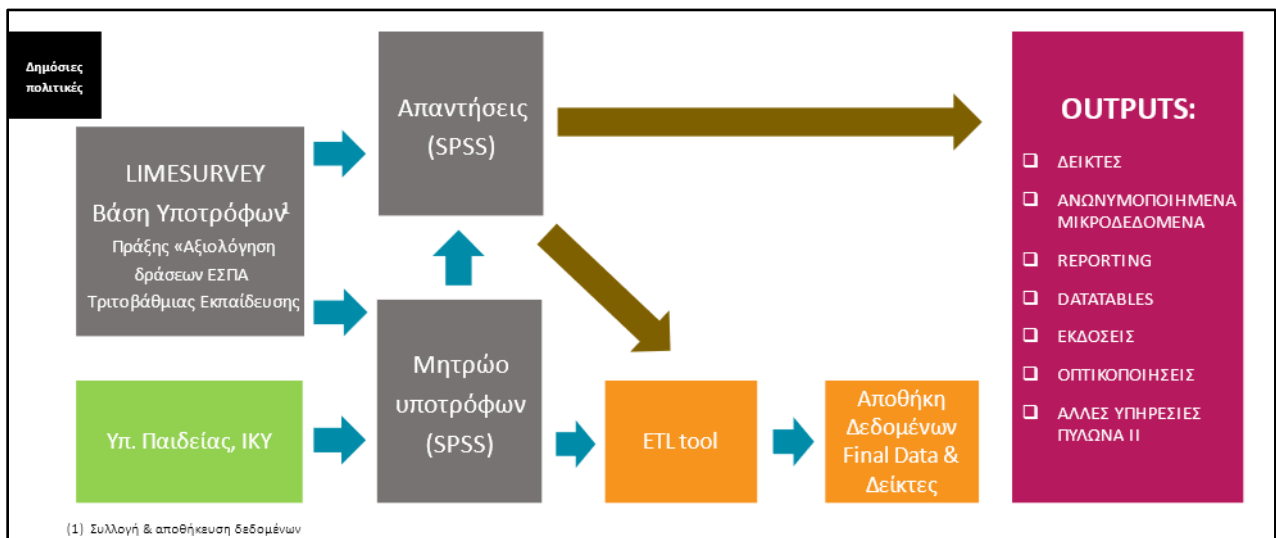 Δημόσιες
πολιτικές
LIMESURVEY
Βάση Υποτρόφων1
Πράξης «Αξιολόγηση
δράσεων ΕΣΠΑ
Τριτοβάθμιας Εκπαίδευσης
Υπ. Παιδείας, ΙΚΥ
Απαντήσεις
(SPSS)
Μητρώο
υποτρόφων
(SPSS)
ETL tool
Αποθήκη
Δεδομένων
Final Data &
Δείκτες
OUTPUTS:
ΔΕΙΚΤΕΣ
ΑΝΩΝΥΜΟΠΟΙΗΜΕΝΑ
ΜΙΚΡΟΔΕΔΟΜΕΝΑ
REPORTING
DATATABLES
ΕΚΔΟΣΕΙΣ
ΟΠΤΙΚΟΠΟΙΗΣΕΙΣ
ΑΛΛΕΣ ΥΠΗΡΕΣΙΕΣ
ΠΥΛΩΝΑ ΙΙ
(1) Συλλογή & αποθήκευση δεδομένων